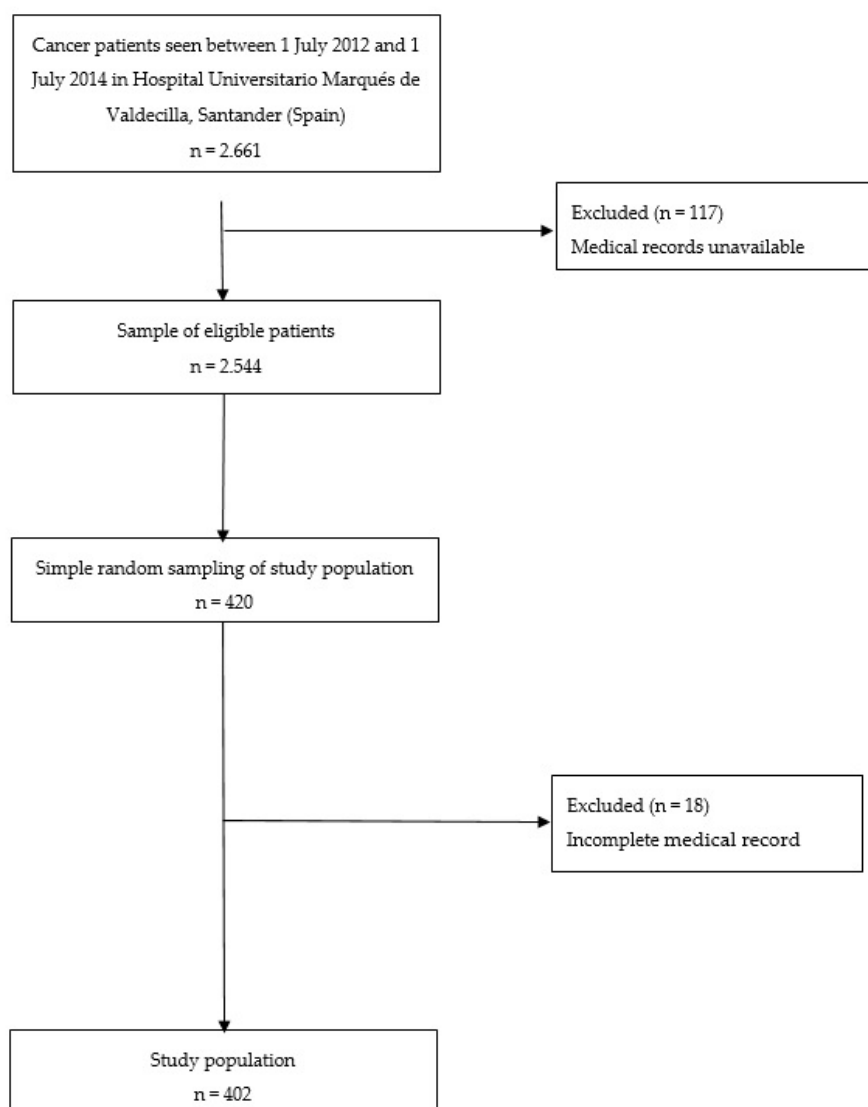 Cancer patients seen between 1 July 2012 and 1
July 2014 in Hospital Universitario Marqués de
Valdecilla, Santander (Spain)
n = 2.661
Excluded (n = 117)
Medical records unavailable
Sample of eligible patients
n = 2.544
Simple random sampling of study population
n = 420
Excluded (n = 18)
Incomplete medical record
Study population
n = 402